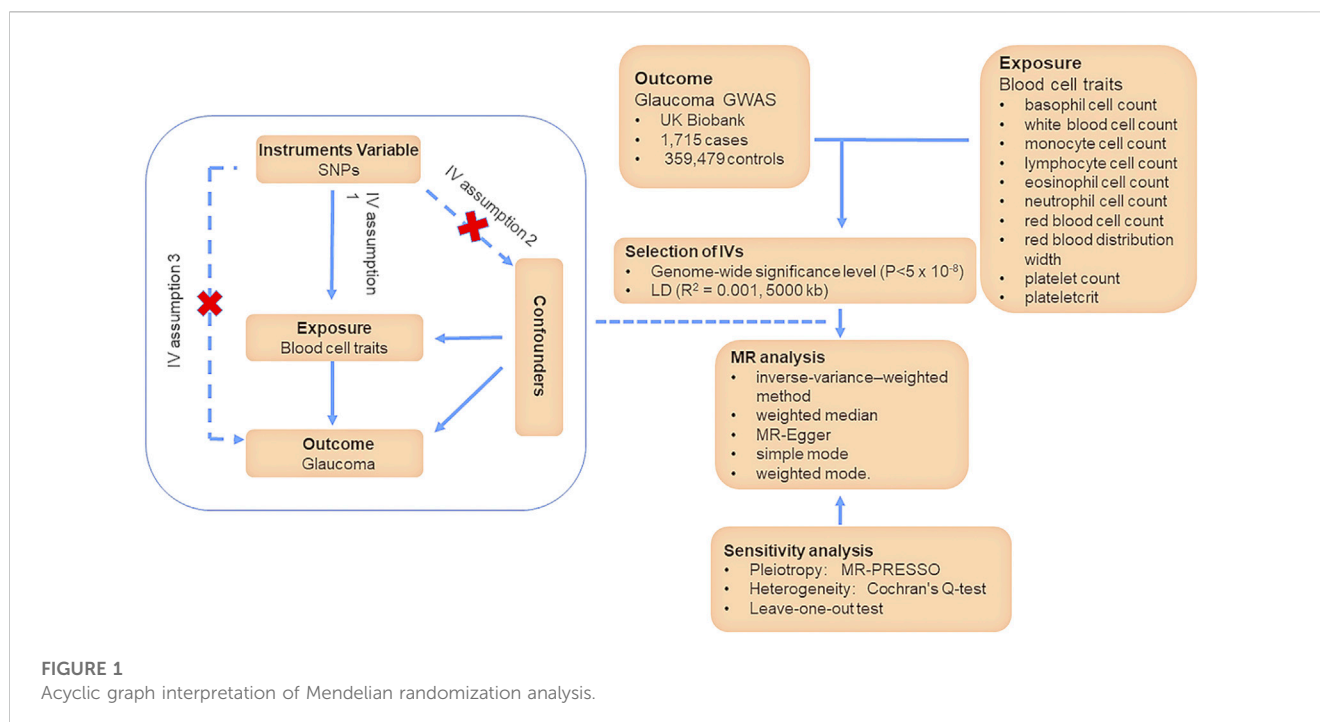 Instruments Variable
SNPs
IV assumption
1
IV assumption 2
IV assumption 3
Confounders
Exposure
Blood cell traits
Outcome
Glaucoma
Outcome
Glaucoma GWAS
• UK Biobank
• 1,715 cases
• 359,479 controls
Exposure
Blood cell traits
• basophil cell count
• white blood cell count
• monocyte cell count
• lymphocyte cell count
• eosinophil cell count
• neutrophil cell count
• red blood cell count
• red blood distribution
width
• platelet count
• plateletcrit
Selection of IVs
• Genome-wide significance level (P<5 x 10⁻⁸)
• LD (R² = 0.001, 5000 kb)
MR analysis
• inverse-variance–weighted
method
• weighted median
• MR-Egger
• simple mode
• weighted mode.
Sensitivity analysis
• Pleiotropy: MR-PRESSO
• Heterogeneity: Cochran's Q-test
• Leave-one-out test
FIGURE 1
Acyclic graph interpretation of Mendelian randomization analysis.